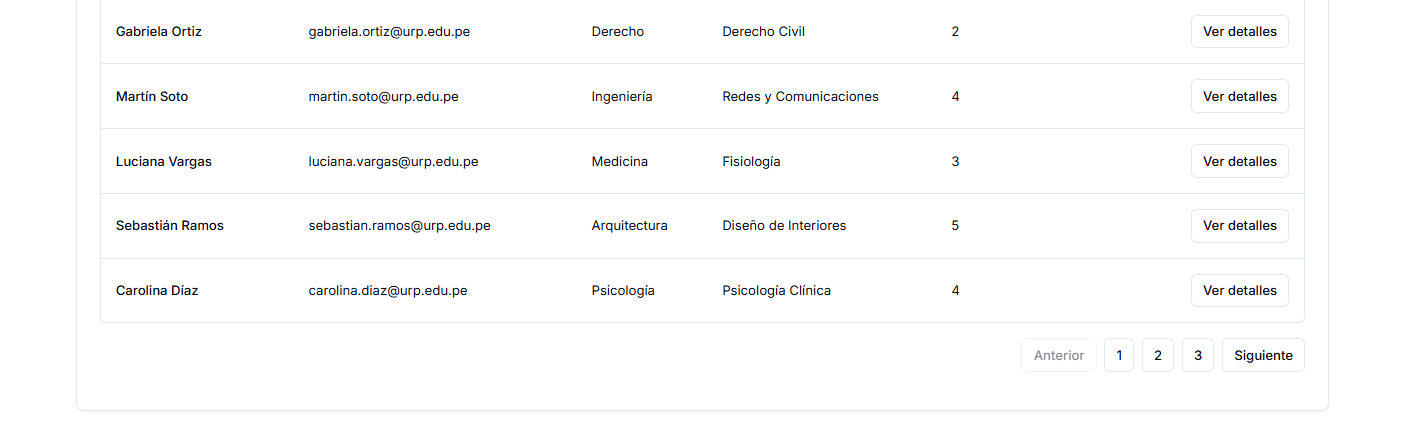 Gabriela Ortiz gabriela.ortiz@urp.edu.pe Derecho Derecho Civil 2 Ver detalles
Martín Soto martin.soto@urp.edu.pe Ingeniería Redes y Comunicaciones 4 Ver detalles
Luciana Vargas luciana.vargas@urp.edu.pe Medicina Fisiología 3 Ver detalles
Sebastián Ramos sebastian.ramos@urp.edu.pe Arquitectura Diseño de Interiores 5 Ver detalles
Carolina Díaz carolina.diaz@urp.edu.pe Psicología Psicología Clínica 4 Ver detalles
Anterior 1 2 3 Siguiente